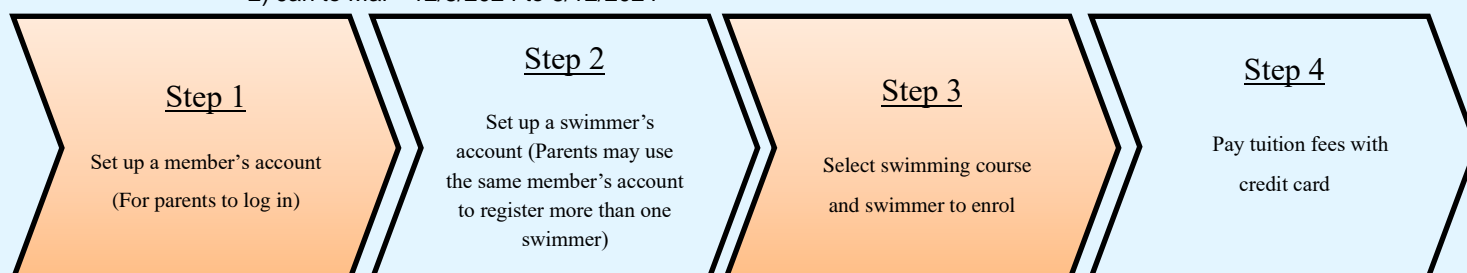 Step 1
Set up a member's account
(For parents to log in)
Step 2
Set up a swimmer's
account (Parents may use
the same member's account
to register more than one
swimmer)
Step 3
Select swimming course
and swimmer to enrol
Step 4
Pay tuition fees with
credit card